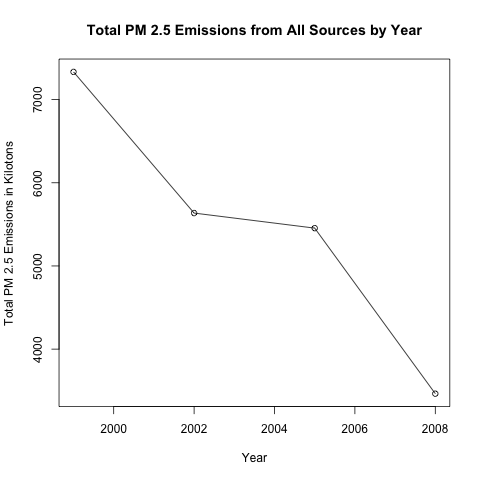 Total PM 2.5 Emissions from All Sources by Year
Total PM 2.5 Emissions in Kilotons
7000
6000
5000
4000
2000 2002 2004 2006 2008
Year